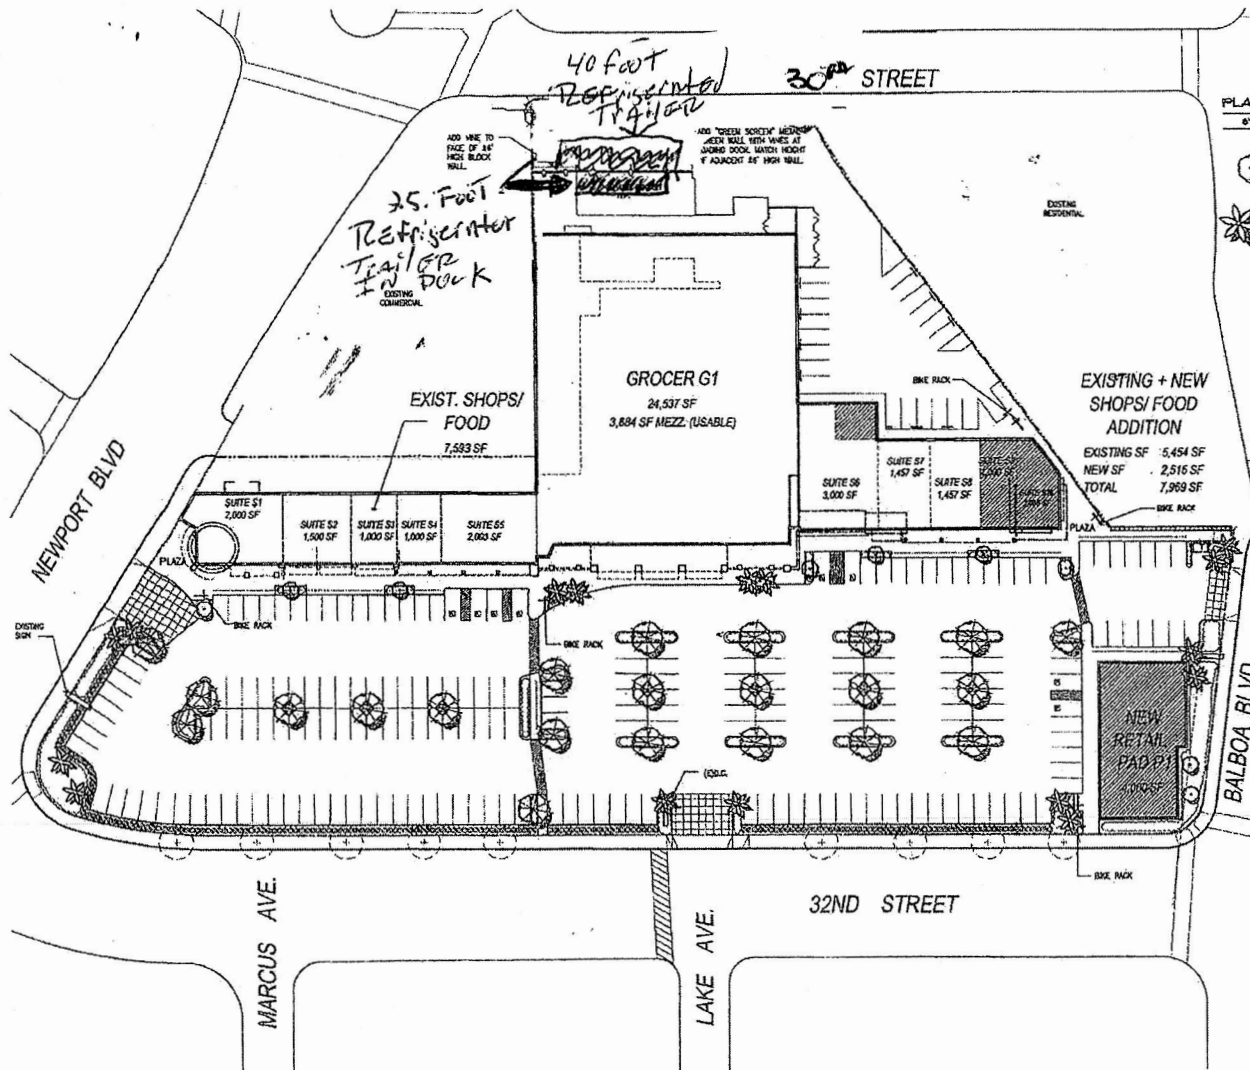 40 Foot
Refrigerated
Trailer
30th STREET
ADD VINE TO
FACE OF
HIGH BLOCK
WALL
ADD "GREEN SCREEN" METAL
GREEN WALL WITH VINES AT
LOADING DOCK. MATCH HEIGHT
OF ADJACENT HIGH WALL.
PLA
Foot
Refrigerator
Trailer
IN DOCK
EXISTING
COMMERCIAL
EXISTING
RESIDENTIAL
GROCER G1
24,537 SF
3,884 SF MEZZ. (USABLE)
EXIST. SHOPS/
FOOD
7,593 SF
BIKE RACK
EXISTING + NEW
SHOPS/ FOOD
ADDITION
EXISTING SF 5,454 SF
NEW SF 2,516 SF
TOTAL 7,969 SF
BIKE RACK
NEWPORT BLVD
SUITE S1
2,000 SF
SUITE S2
1,500 SF
SUITE S3
1,000 SF
SUITE S4
1,000 SF
SUITE S5
2,093 SF
SUITE S6
3,000 SF
SUITE S7
1,457 SF
SUITE S8
1,457 SF
PLAZA
PLAZA
EXISTING
SIGN
BIKE RACK
BIKE RACK
NEW
RETAIL
PAD P1
4,000 SF
BALBOA BLVD
BIKE RACK
MARCUS AVE.
LAKE AVE.
32ND STREET